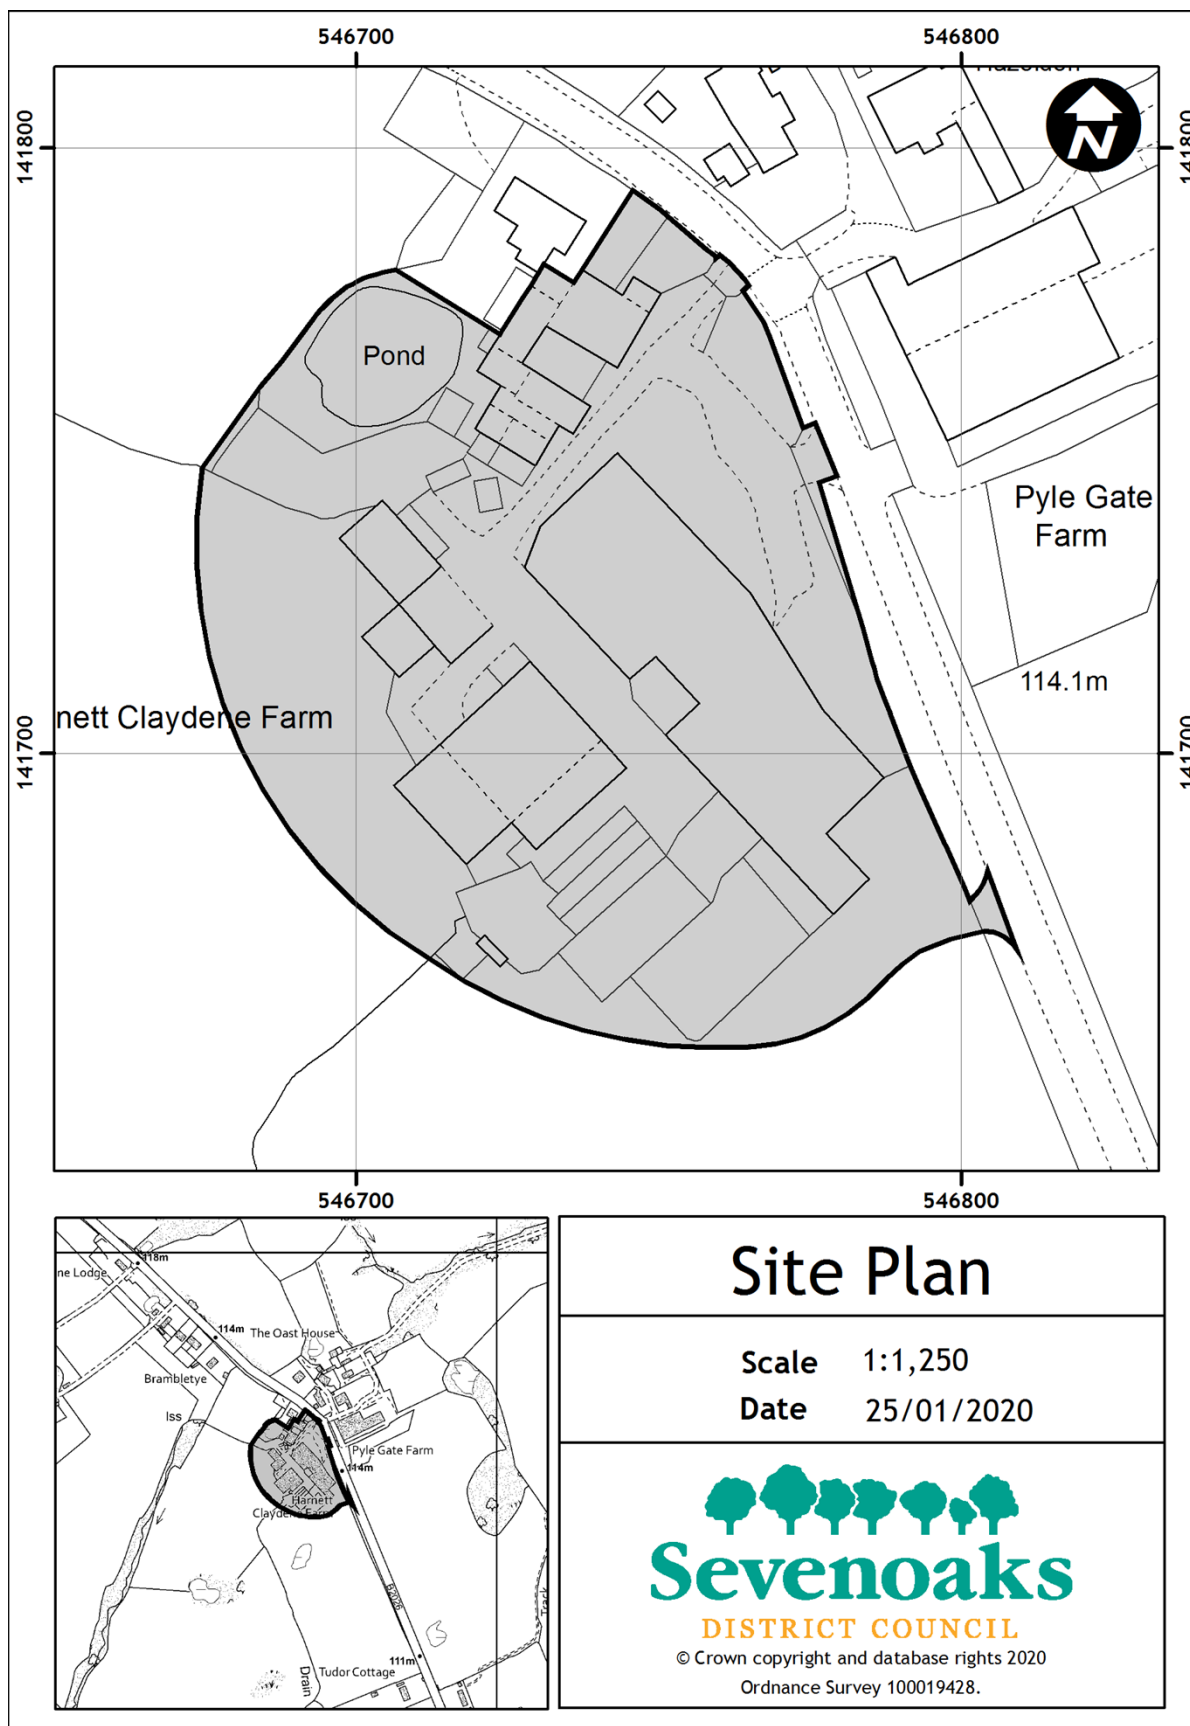 546700
546800
Hazelden
N
141800
141800
Pond
Pyle Gate
Farm
114.1m
nett Claydene Farm
141700
141700
546700
546800
118m
ne Lodge
114m
The Oast House
Brambletye
Iss
Pyle Gate Farm
114m
Harnett
Claydene Farm
B2026
Track
111m
Tudor Cottage
Drain
Site Plan
Scale 1:1,250
Date 25/01/2020
Sevenoaks
DISTRICT COUNCIL
© Crown copyright and database rights 2020
Ordnance Survey 100019428.